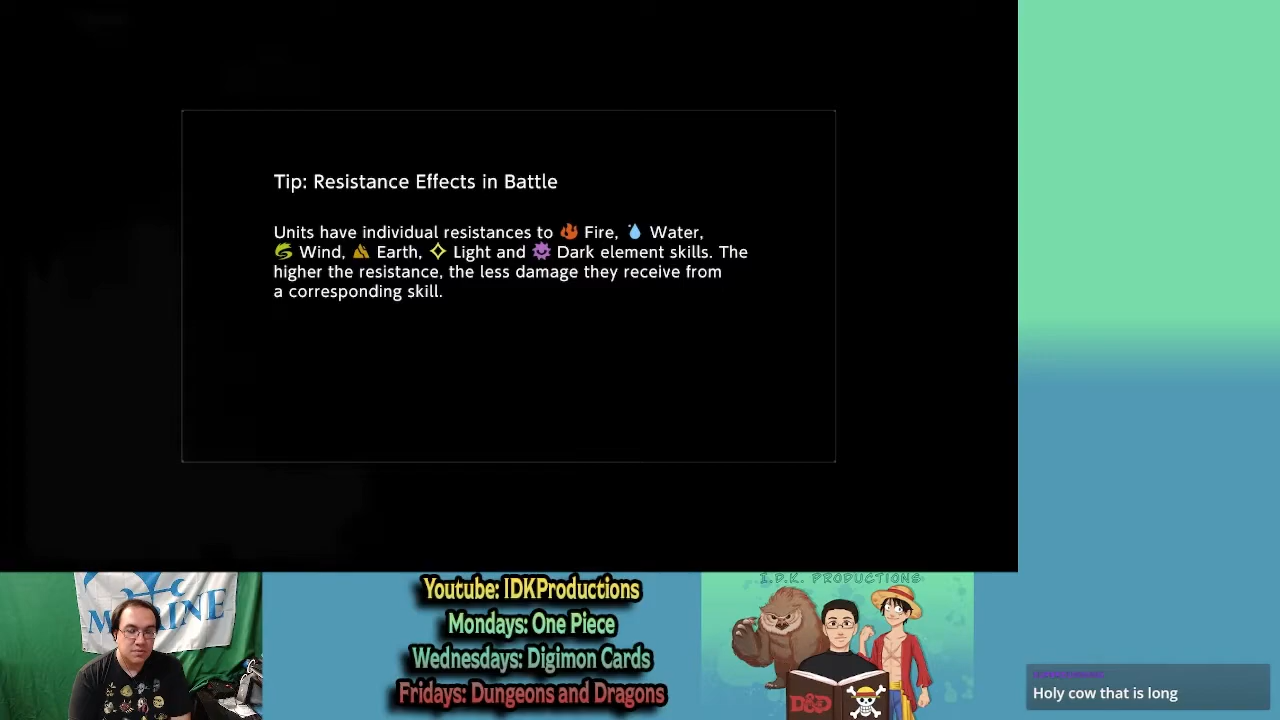 Tip: Resistance Effects in Battle
Units have individual resistances to Fire, Water,
Wind, Earth, Light and Dark element skills. The
higher the resistance, the less damage they receive from
a corresponding skill.
MARINE
Youtube: IDKProductions
Mondays: One Piece
Wednesdays: Digimon Cards
Fridays: Dungeons and Dragons
I.D.K. PRODUCTIONS
D&D
Holy cow that is long